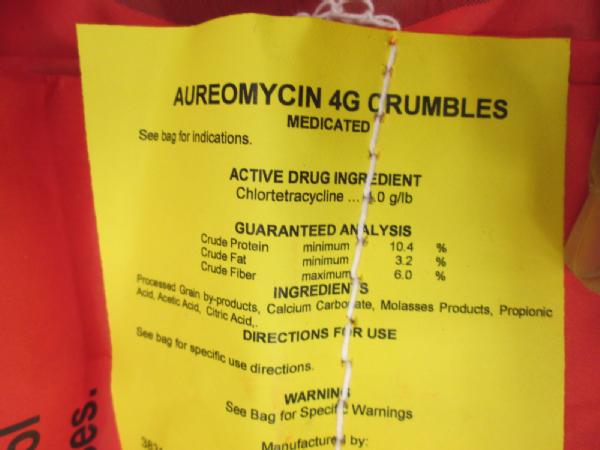 AUREOMYCIN 4G CRUMBLES
MEDICATED
See bag for indications.
ACTIVE DRUG INGREDIENT
Chlortetracycline ... .0 g/lb
GUARANTEED ANALYSIS
Crude Protein minimum 10.4 %
Crude Fat minimum 3.2 %
Crude Fiber maximum 6.0 %
INGREDIENTS
Processed Grain by-products, Calcium Carbonate, Molasses Products, Propionic
Acid, Acetic Acid, Citric Acid,.
DIRECTIONS FOR USE
See bag for specific use directions.
WARNING
See Bag for Specific Warnings
Manufactured by: